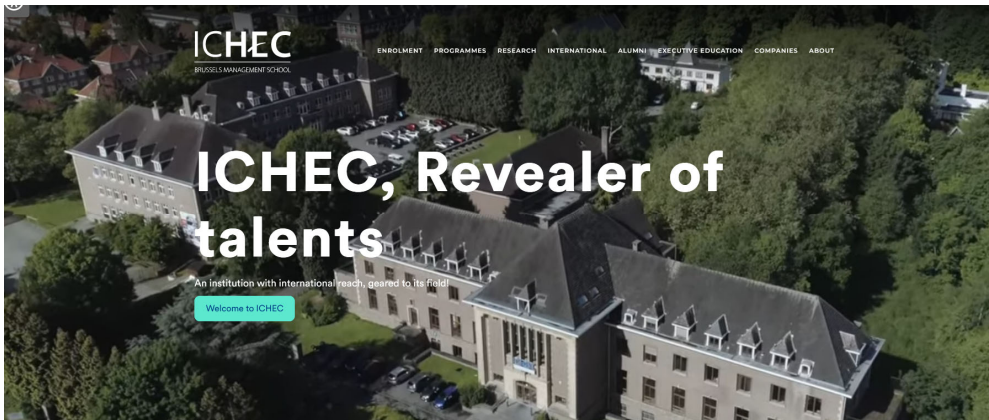 ICHEC
BRUSSELS MANAGEMENT SCHOOL
ENROLMENT PROGRAMMES RESEARCH INTERNATIONAL ALUMNI EXECUTIVE EDUCATION COMPANIES ABOUT
ICHEC, Revealer of
talents
An institution with international reach, geared to its field!
Welcome to ICHEC